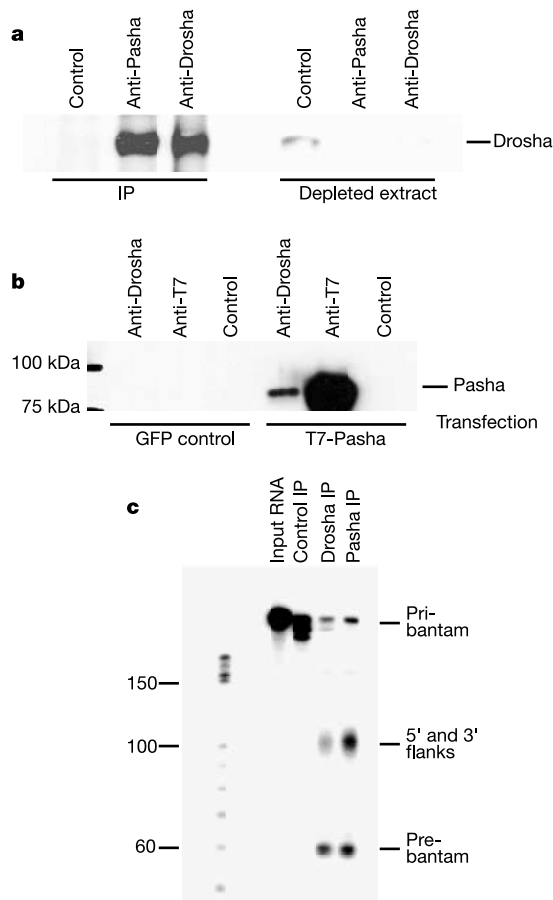 a
Control
Anti-Pasha
Anti-Drosha
Control
Anti-Pasha
Anti-Drosha
Drosha
IP
Depleted extract
b
Anti-Drosha
Anti-T7
Control
Anti-Drosha
Anti-T7
Control
100 kDa
75 kDa
Pasha
GFP control
T7-Pasha
Transfection
c
Input RNA
Control IP
Drosha IP
Pasha IP
Pri-
bantam
150
100
5' and 3'
flanks
60
Pre-
bantam